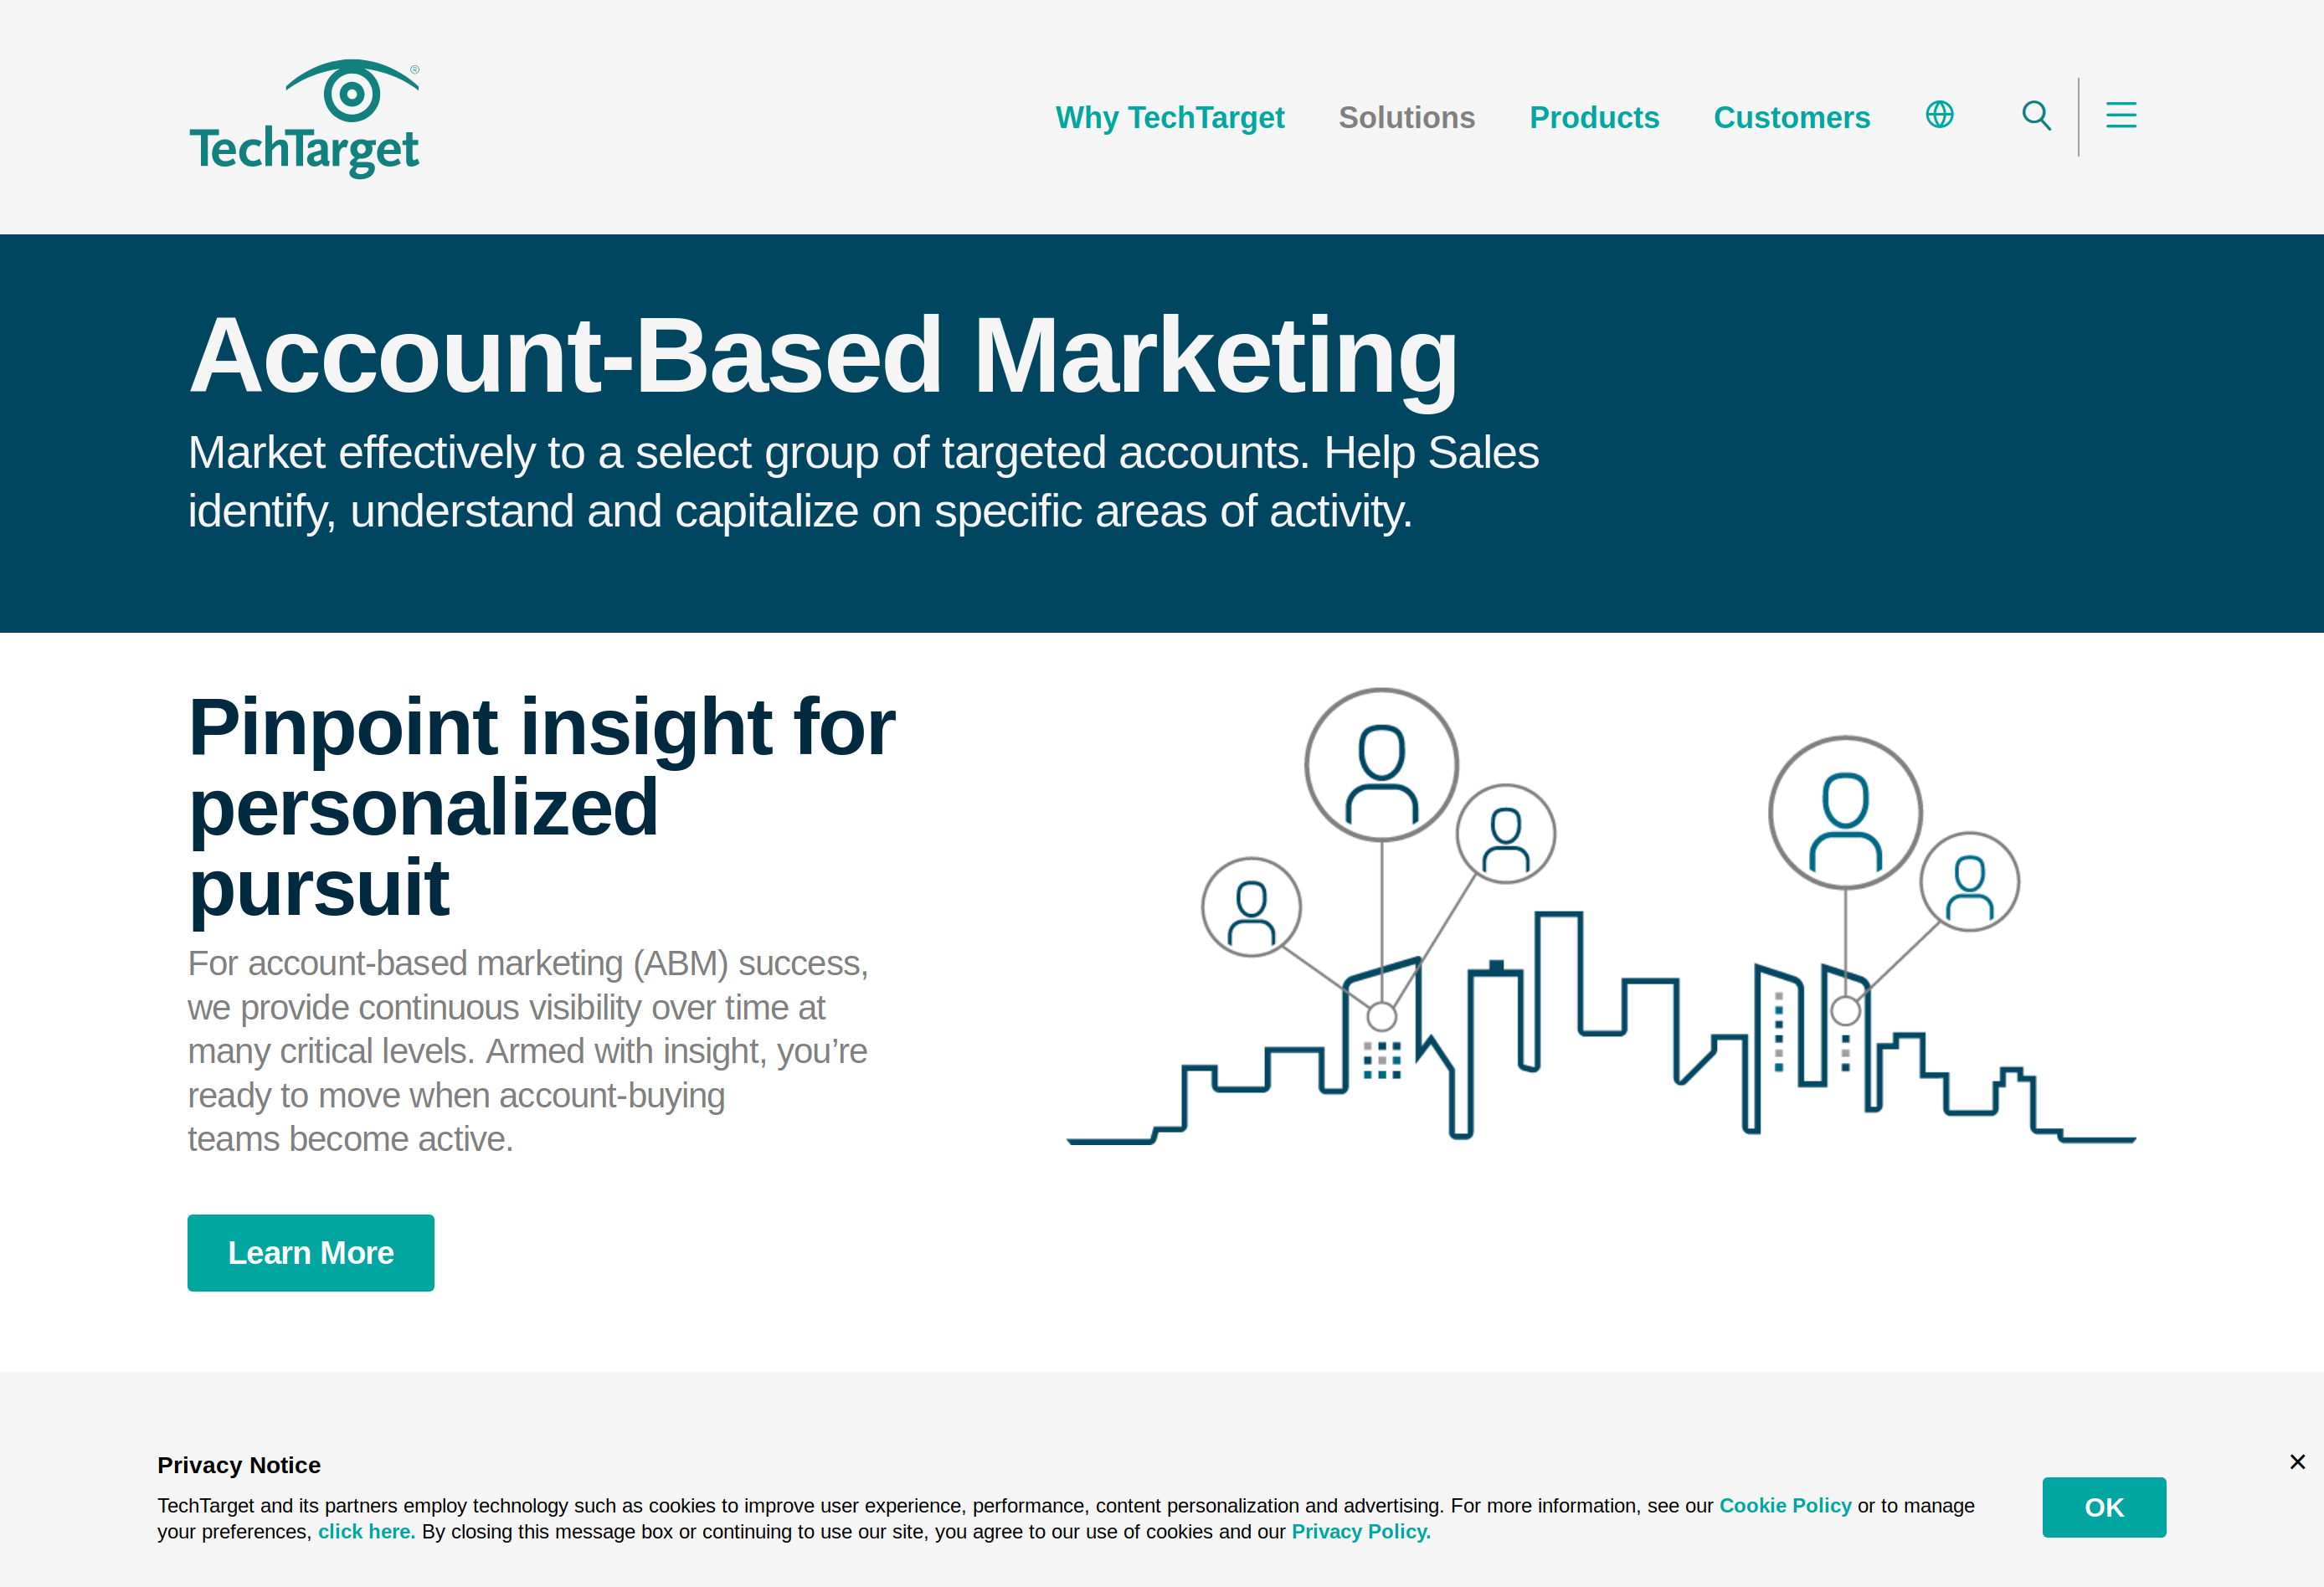 TechTarget®
Why TechTarget
Solutions
Products
Customers
Account-Based Marketing
Market effectively to a select group of targeted accounts. Help Sales
identify, understand and capitalize on specific areas of activity.
Pinpoint insight for
personalized
pursuit
For account-based marketing (ABM) success,
we provide continuous visibility over time at
many critical levels. Armed with insight, you’re
ready to move when account-buying
teams become active.
Learn More
Privacy Notice
TechTarget and its partners employ technology such as cookies to improve user experience, performance, content personalization and advertising. For more information, see our Cookie Policy or to manage
your preferences, click here. By closing this message box or continuing to use our site, you agree to our use of cookies and our Privacy Policy.
OK